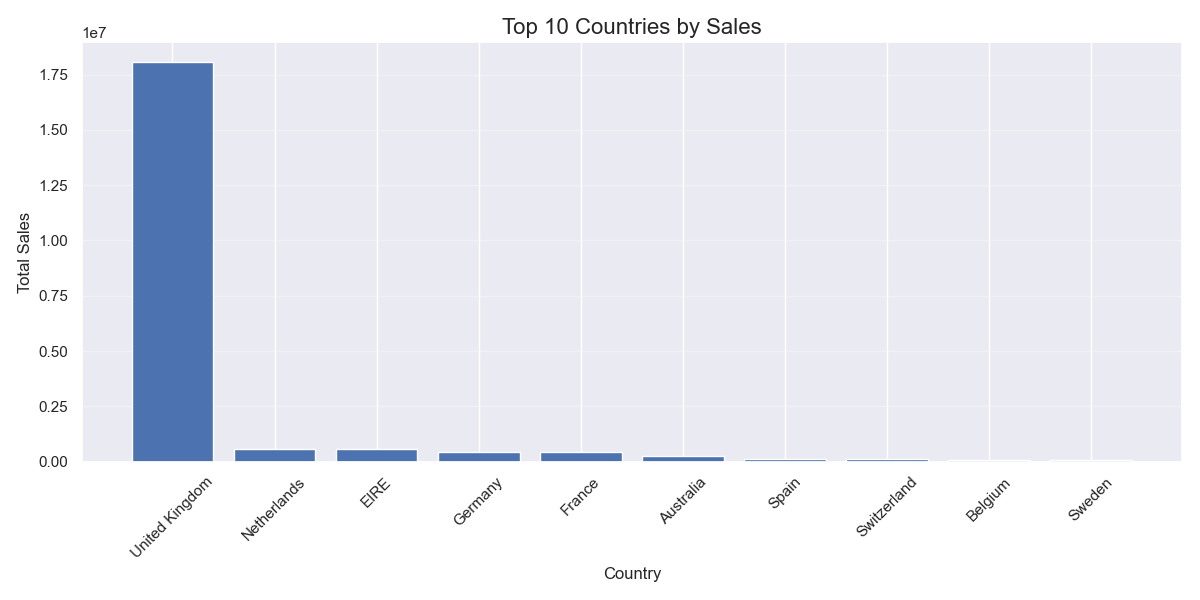 Top 10 Countries by Sales
1e7
1.75
1.50
1.25
1.00
0.75
0.50
0.25
0.00
Total Sales
United Kingdom
Netherlands
EIRE
Germany
France
Australia
Spain
Switzerland
Belgium
Sweden
Country